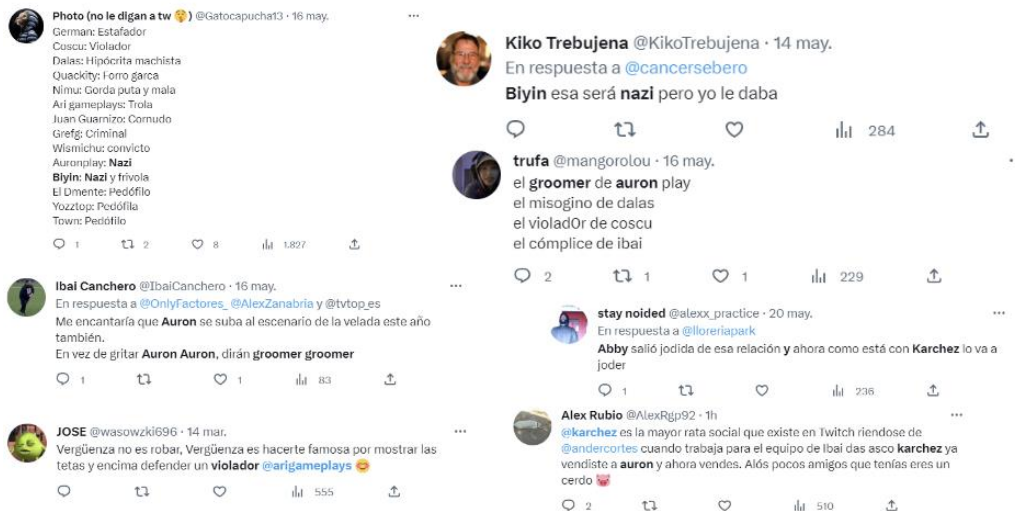 Photo (no le digan a tw 🤫) @Gatocapucha13 · 16 may.
German: Estafador
Coscu: Violador
Dalas: Hipócrita machista
Quackity: Forro garca
Nimu: Gorda puta y mala
Ari gameplays: Trola
Juan Guarnizo: Cornudo
Grefg: Criminal
Wismichu: convicto
Auronplay: Nazi
Biyin: Nazi y frivola
El Dmente: Pedófilo
Yozztop: Pedófila
Town: Pedófilo
1 2 8 1.827
Ibai Canchero @IbaiCanchero · 16 may.
En respuesta a @OnlyFactores_ @AlexZanabria y @tvtop_es
Me encantaría que Auron se suba al escenario de la velada este año
también.
En vez de gritar Auron Auron, dirán groomer groomer
1 1 83
JOSE @wasowzki696 · 14 mar.
Vergüenza no es robar, Vergüenza es hacerte famosa por mostrar las
tetas y encima defender un violador @arigameplays 😊
555
Kiko Trebujena @KikoTrebujena · 14 may.
En respuesta a @cancersebero
Biyin esa será nazi pero yo le daba
284
trufa @mangorolou · 16 may.
el groomer de auron play
el misogino de dalas
el violad0r de coscu
el cómplice de ibai
2 1 1 229
stay noided @alexx_practice · 20 may.
En respuesta a @lloreriapark
Abby salió jodida de esa relación y ahora como está con Karchez lo va a
joder
1 236
Alex Rubio @AlexRgp92 · 1h
@karchez es la mayor rata social que existe en Twitch riendose de
@andercortes cuando trabaja para el equipo de Ibai das asco karchez ya
vendiste a auron y ahora vendes. Alós pocos amigos que tenías eres un
cerdo 🐷
2 510